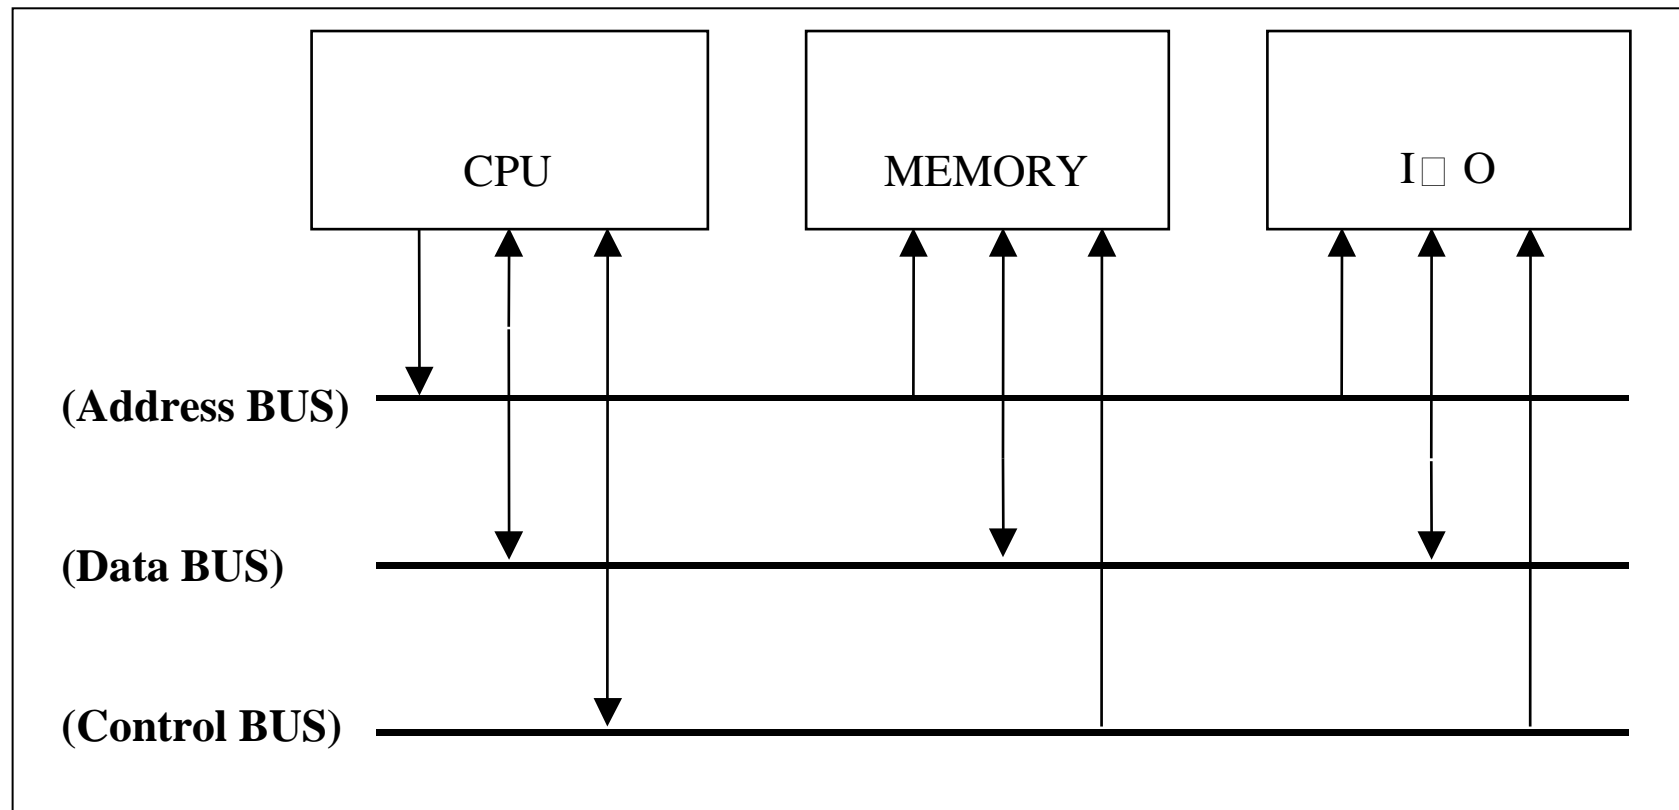 CPU
MEMORY
I□ O
(Address BUS)
(Data BUS)
(Control BUS)